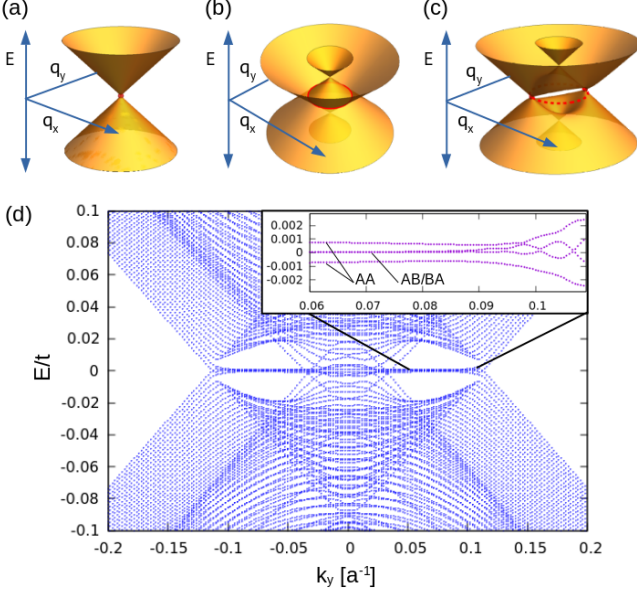 (a) (b) (c)
E q_y q_x
E q_y q_x
E q_y q_x
(d)
0.002
0.001
0
-0.001
-0.002
AA AB/BA
0.06 0.07 0.08 0.09 0.1
0.1
0.08
0.06
0.04
0.02
0
-0.02
-0.04
-0.06
-0.08
-0.1
E/t
-0.2 -0.15 -0.1 -0.05 0 0.05 0.1 0.15 0.2
k_y [a⁻¹]